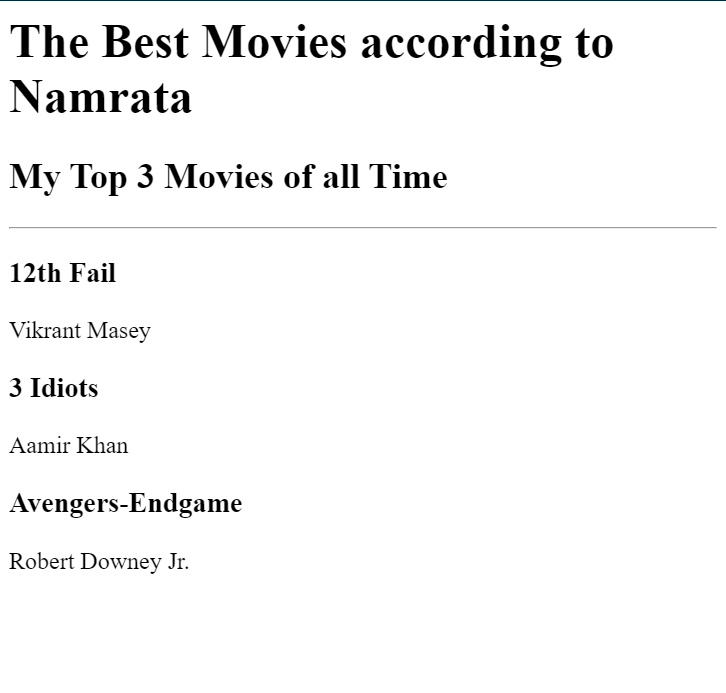 The Best Movies according to
Namrata
My Top 3 Movies of all Time
12th Fail
Vikrant Masey
3 Idiots
Aamir Khan
Avengers-Endgame
Robert Downey Jr.